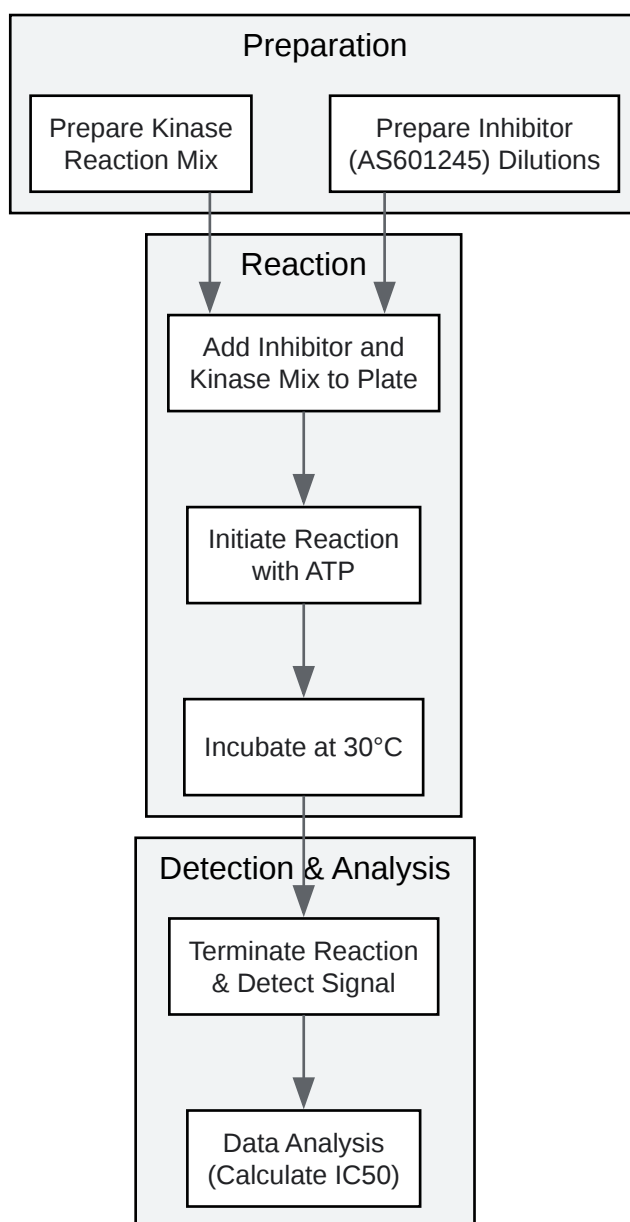 Preparation
Prepare Kinase
Reaction Mix
Prepare Inhibitor
(AS601245) Dilutions
Reaction
Add Inhibitor and
Kinase Mix to Plate
Initiate Reaction
with ATP
Incubate at 30°C
Detection & Analysis
Terminate Reaction
& Detect Signal
Data Analysis
(Calculate IC50)